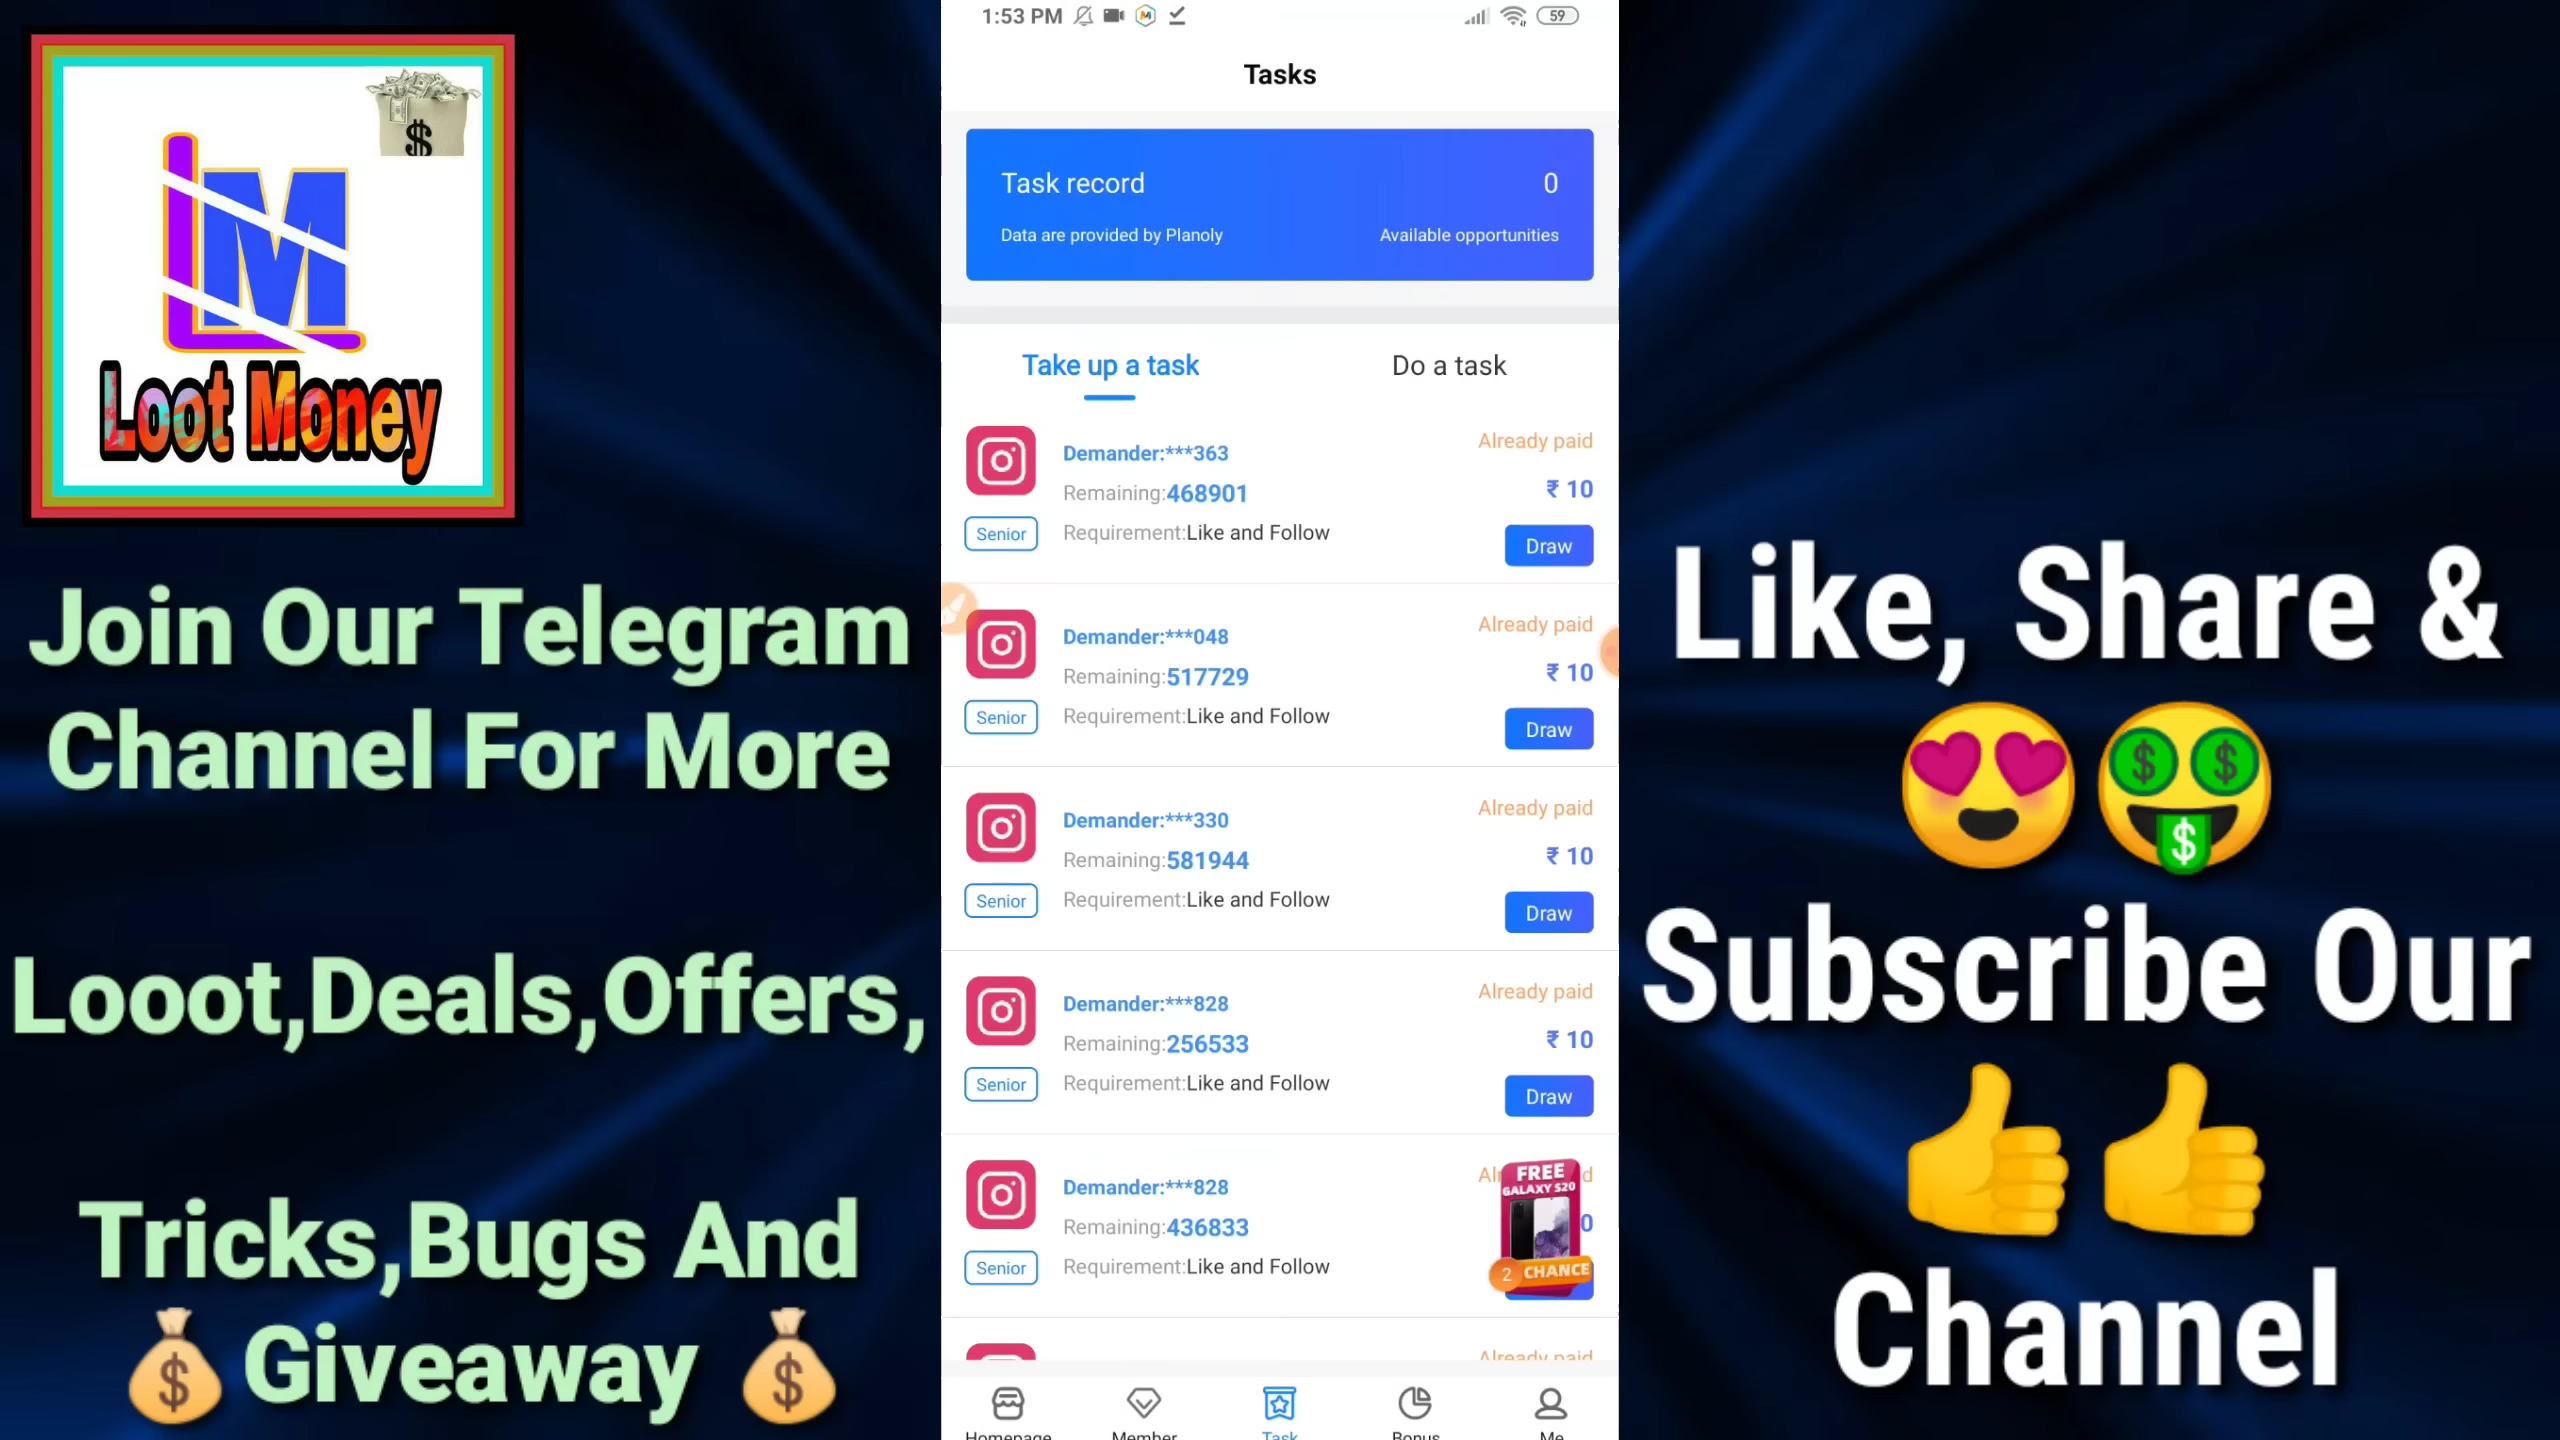 Loot Money
Join Our Telegram
Channel For More
Looot,Deals,Offers,
Tricks,Bugs And
Giveaway
1:53 PM
59
Tasks
Task record
0
Data are provided by Planoly
Available opportunities
Take up a task
Do a task
Demander:***363
Already paid
Remaining:468901
₹ 10
Senior
Requirement:Like and Follow
Draw
Demander:***048
Already paid
Remaining:517729
₹ 10
Senior
Requirement:Like and Follow
Draw
Demander:***330
Already paid
Remaining:581944
₹ 10
Senior
Requirement:Like and Follow
Draw
Demander:***828
Already paid
Remaining:256533
₹ 10
Senior
Requirement:Like and Follow
Draw
Demander:***828
Remaining:436833
Senior
Requirement:Like and Follow
FREE
GALAXY S20
2 CHANCE
Already paid
Homepage
Member
Task
Bonus
Me
Like, Share &
Subscribe Our
Channel